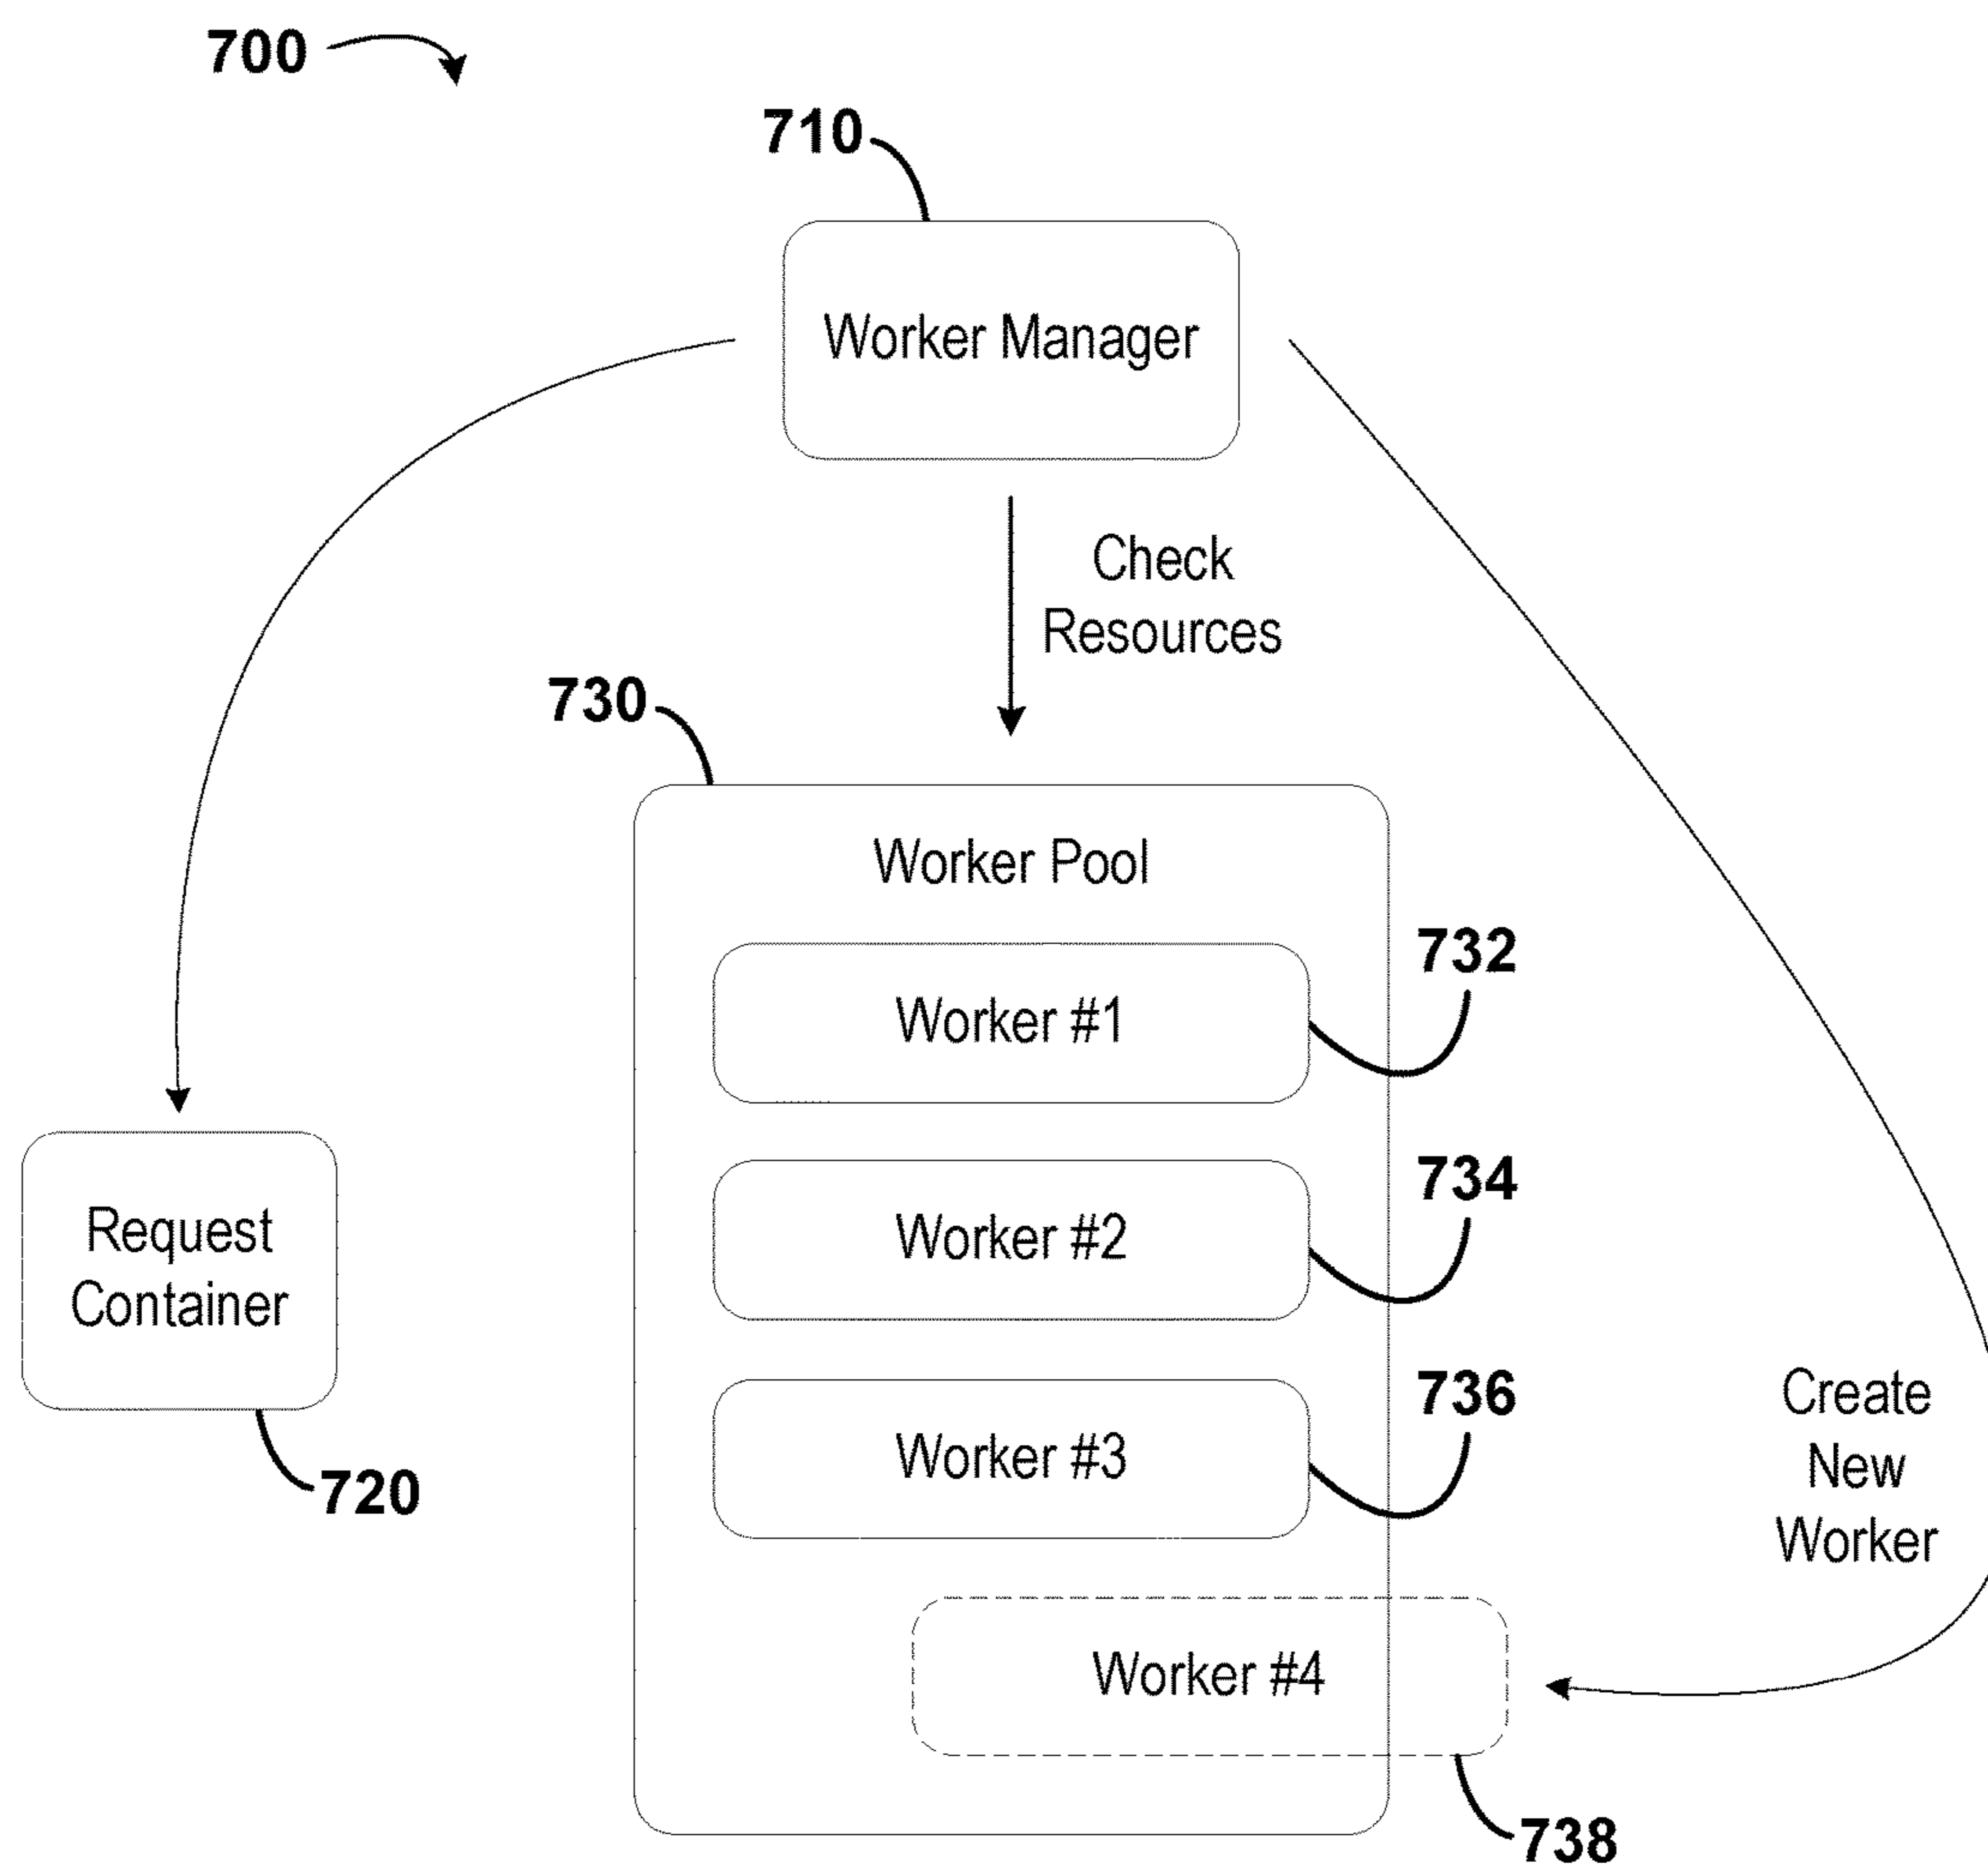 700
710
Worker Manager
Check
Resources
730
Worker Pool
732
Worker #1
734
Worker #2
Request
Container
736
Worker #3
Create
New
Worker
720
Worker #4
738